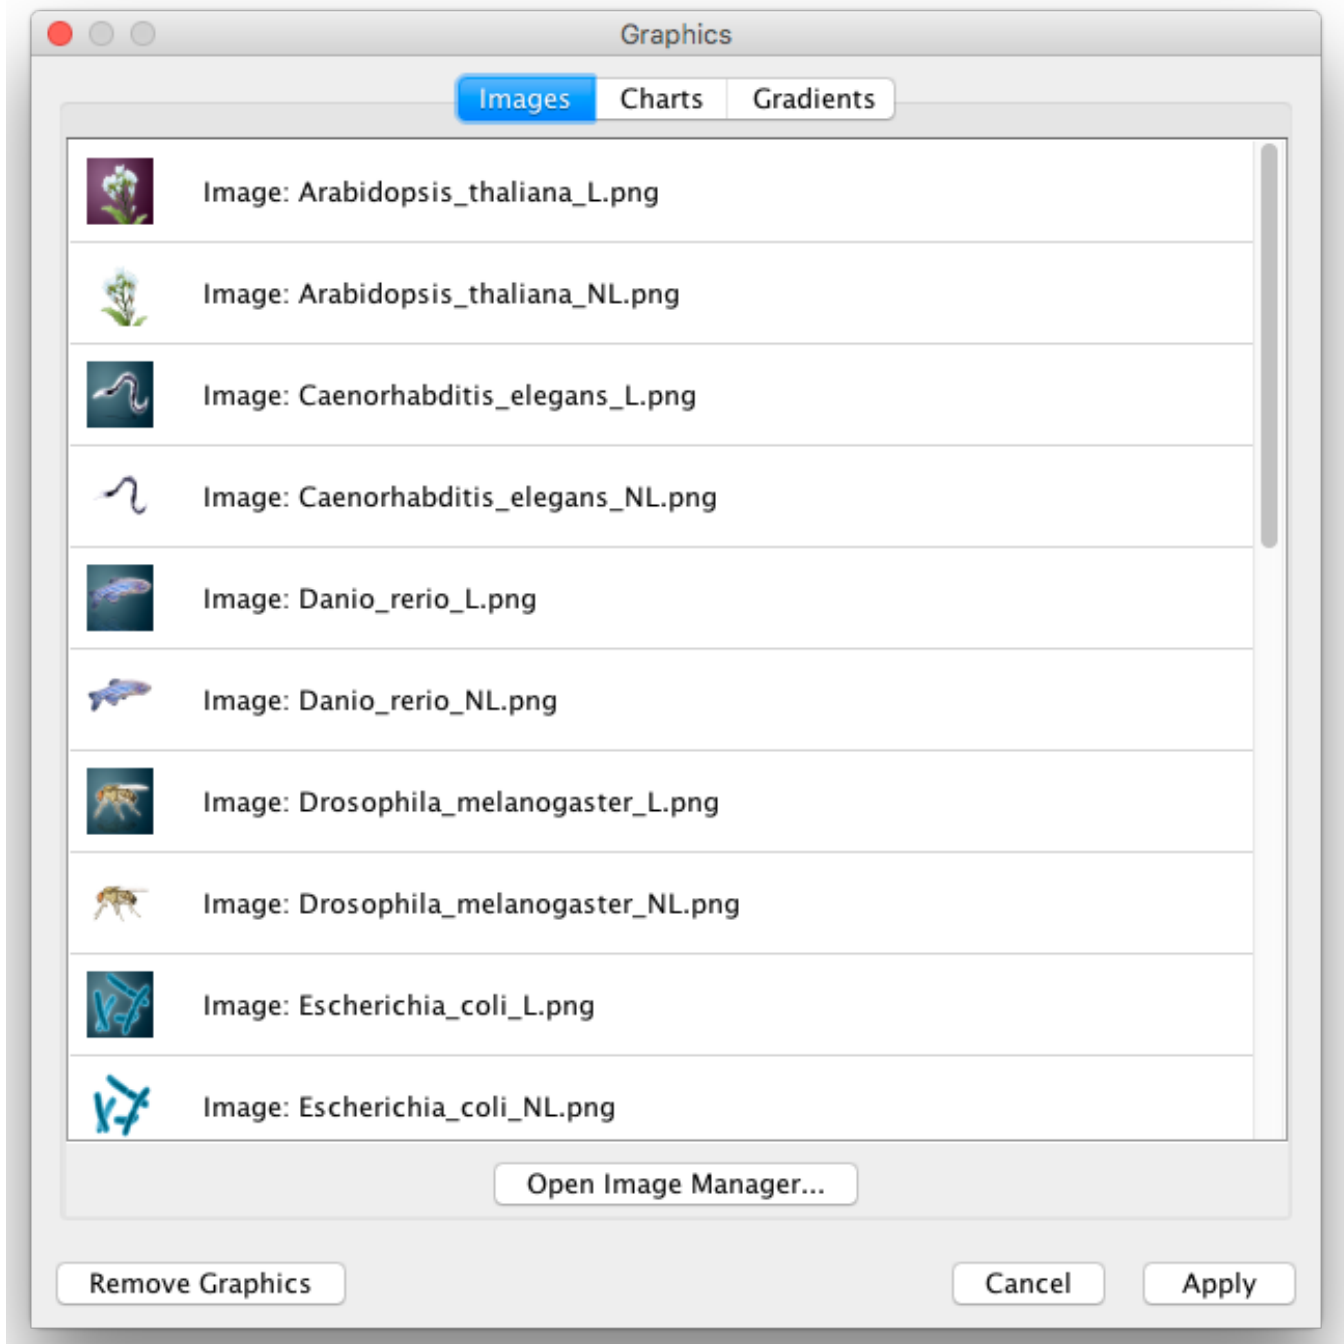 Graphics
Images Charts Gradients
Image: Arabidopsis_thaliana_L.png
Image: Arabidopsis_thaliana_NL.png
Image: Caenorhabditis_elegans_L.png
Image: Caenorhabditis_elegans_NL.png
Image: Danio_rerio_L.png
Image: Danio_rerio_NL.png
Image: Drosophila_melanogaster_L.png
Image: Drosophila_melanogaster_NL.png
Image: Escherichia_coli_L.png
Image: Escherichia_coli_NL.png
Open Image Manager...
Remove Graphics Cancel Apply